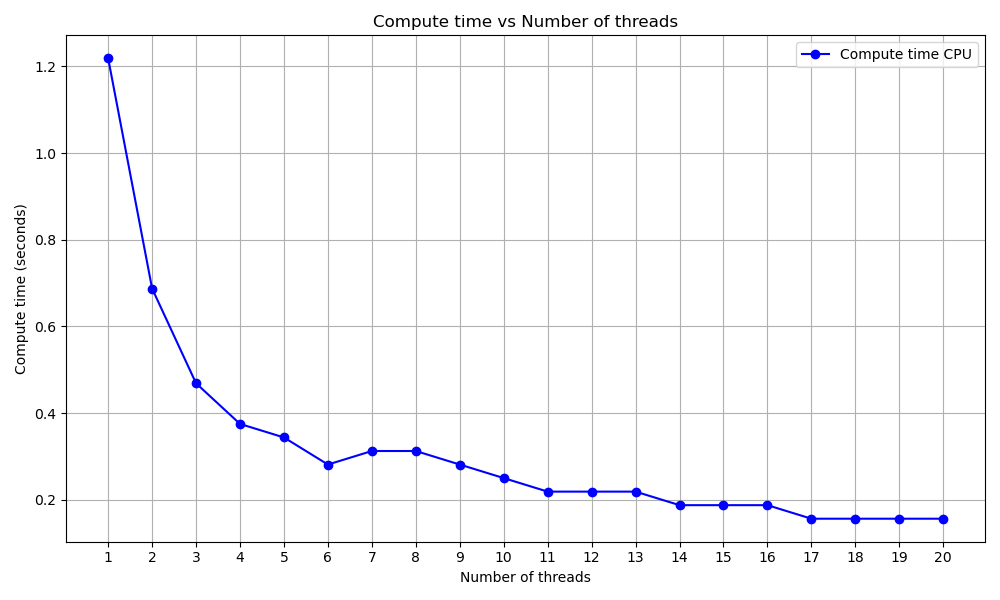 Compute time vs Number of threads
Compute time CPU
Compute time (seconds)
1.2
1.0
0.8
0.6
0.4
0.2
1 2 3 4 5 6 7 8 9 10 11 12 13 14 15 16 17 18 19 20
Number of threads